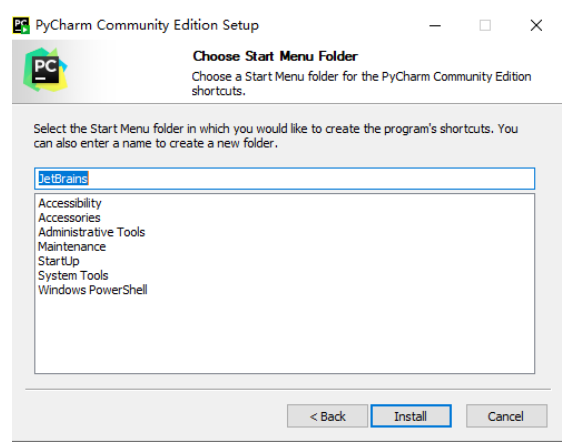 PyCharm Community Edition Setup
PC
Choose Start Menu Folder
Choose a Start Menu folder for the PyCharm Community Edition
shortcuts.
Select the Start Menu folder in which you would like to create the program's shortcuts. You
can also enter a name to create a new folder.
JetBrains
Accessibility
Accessories
Administrative Tools
Maintenance
StartUp
System Tools
Windows PowerShell
< Back
Install
Cancel